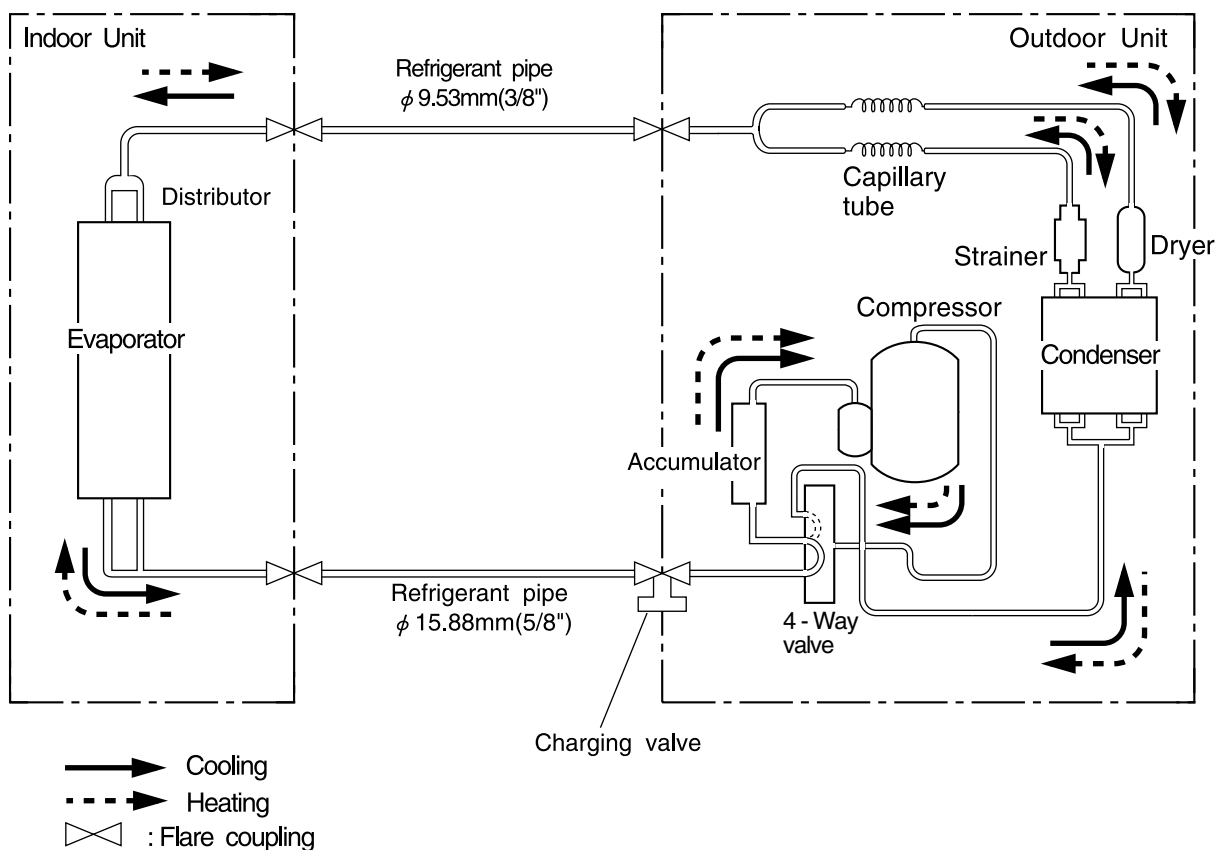 Indoor Unit
Outdoor Unit
Refrigerant pipe
ϕ 9.53mm(3/8")
Distributor
Capillary
tube
Strainer
Dryer
Compressor
Evaporator
Condenser
Accumulator
Refrigerant pipe
ϕ 15.88mm(5/8")
4 - Way
valve
Charging valve
Cooling
Heating
: Flare coupling